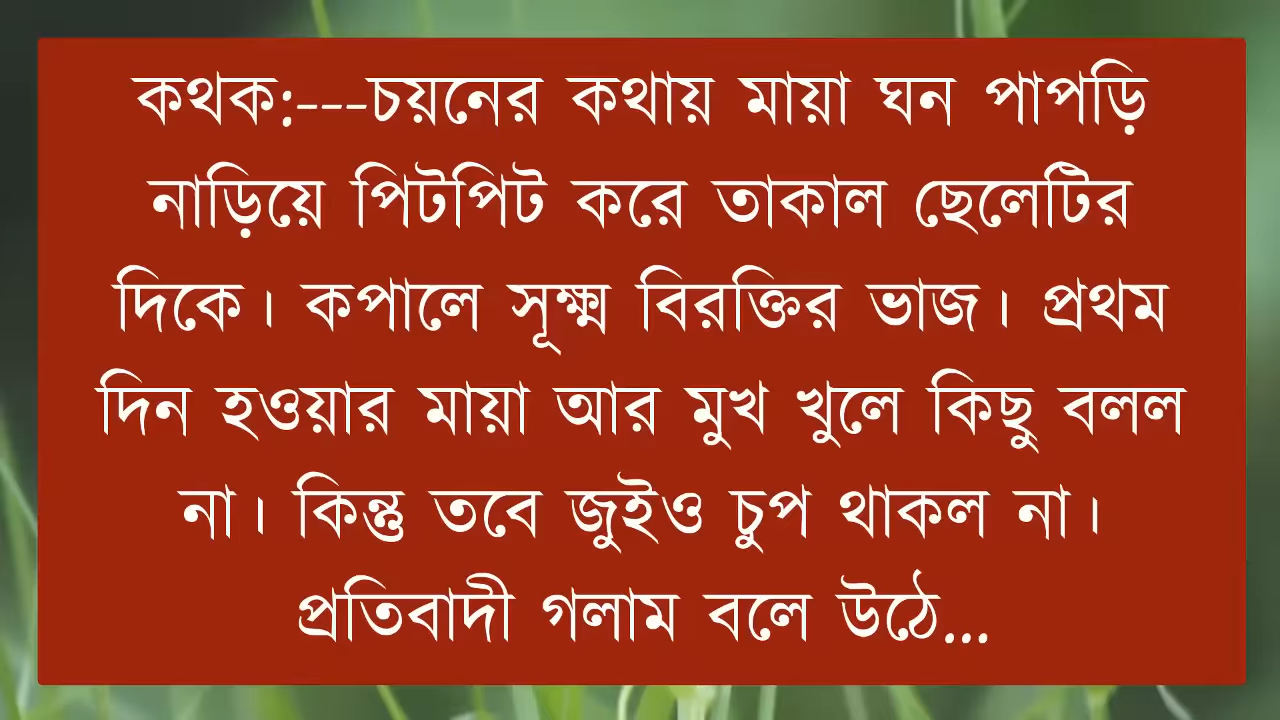 কথক:---চয়নের কথায় মায়া ঘন পাপড়ি
নাড়িয়ে পিটপিট করে তাকাল ছেলেটির
দিকে। কপালে সূক্ষ্ম বিরক্তির ভাজ। প্রথম
দিন হওয়ার মায়া আর মুখ খুলে কিছু বলল
না। কিন্তু তবে জুইও চুপ থাকল না।
প্রতিবাদী গলাম বলে উঠে...